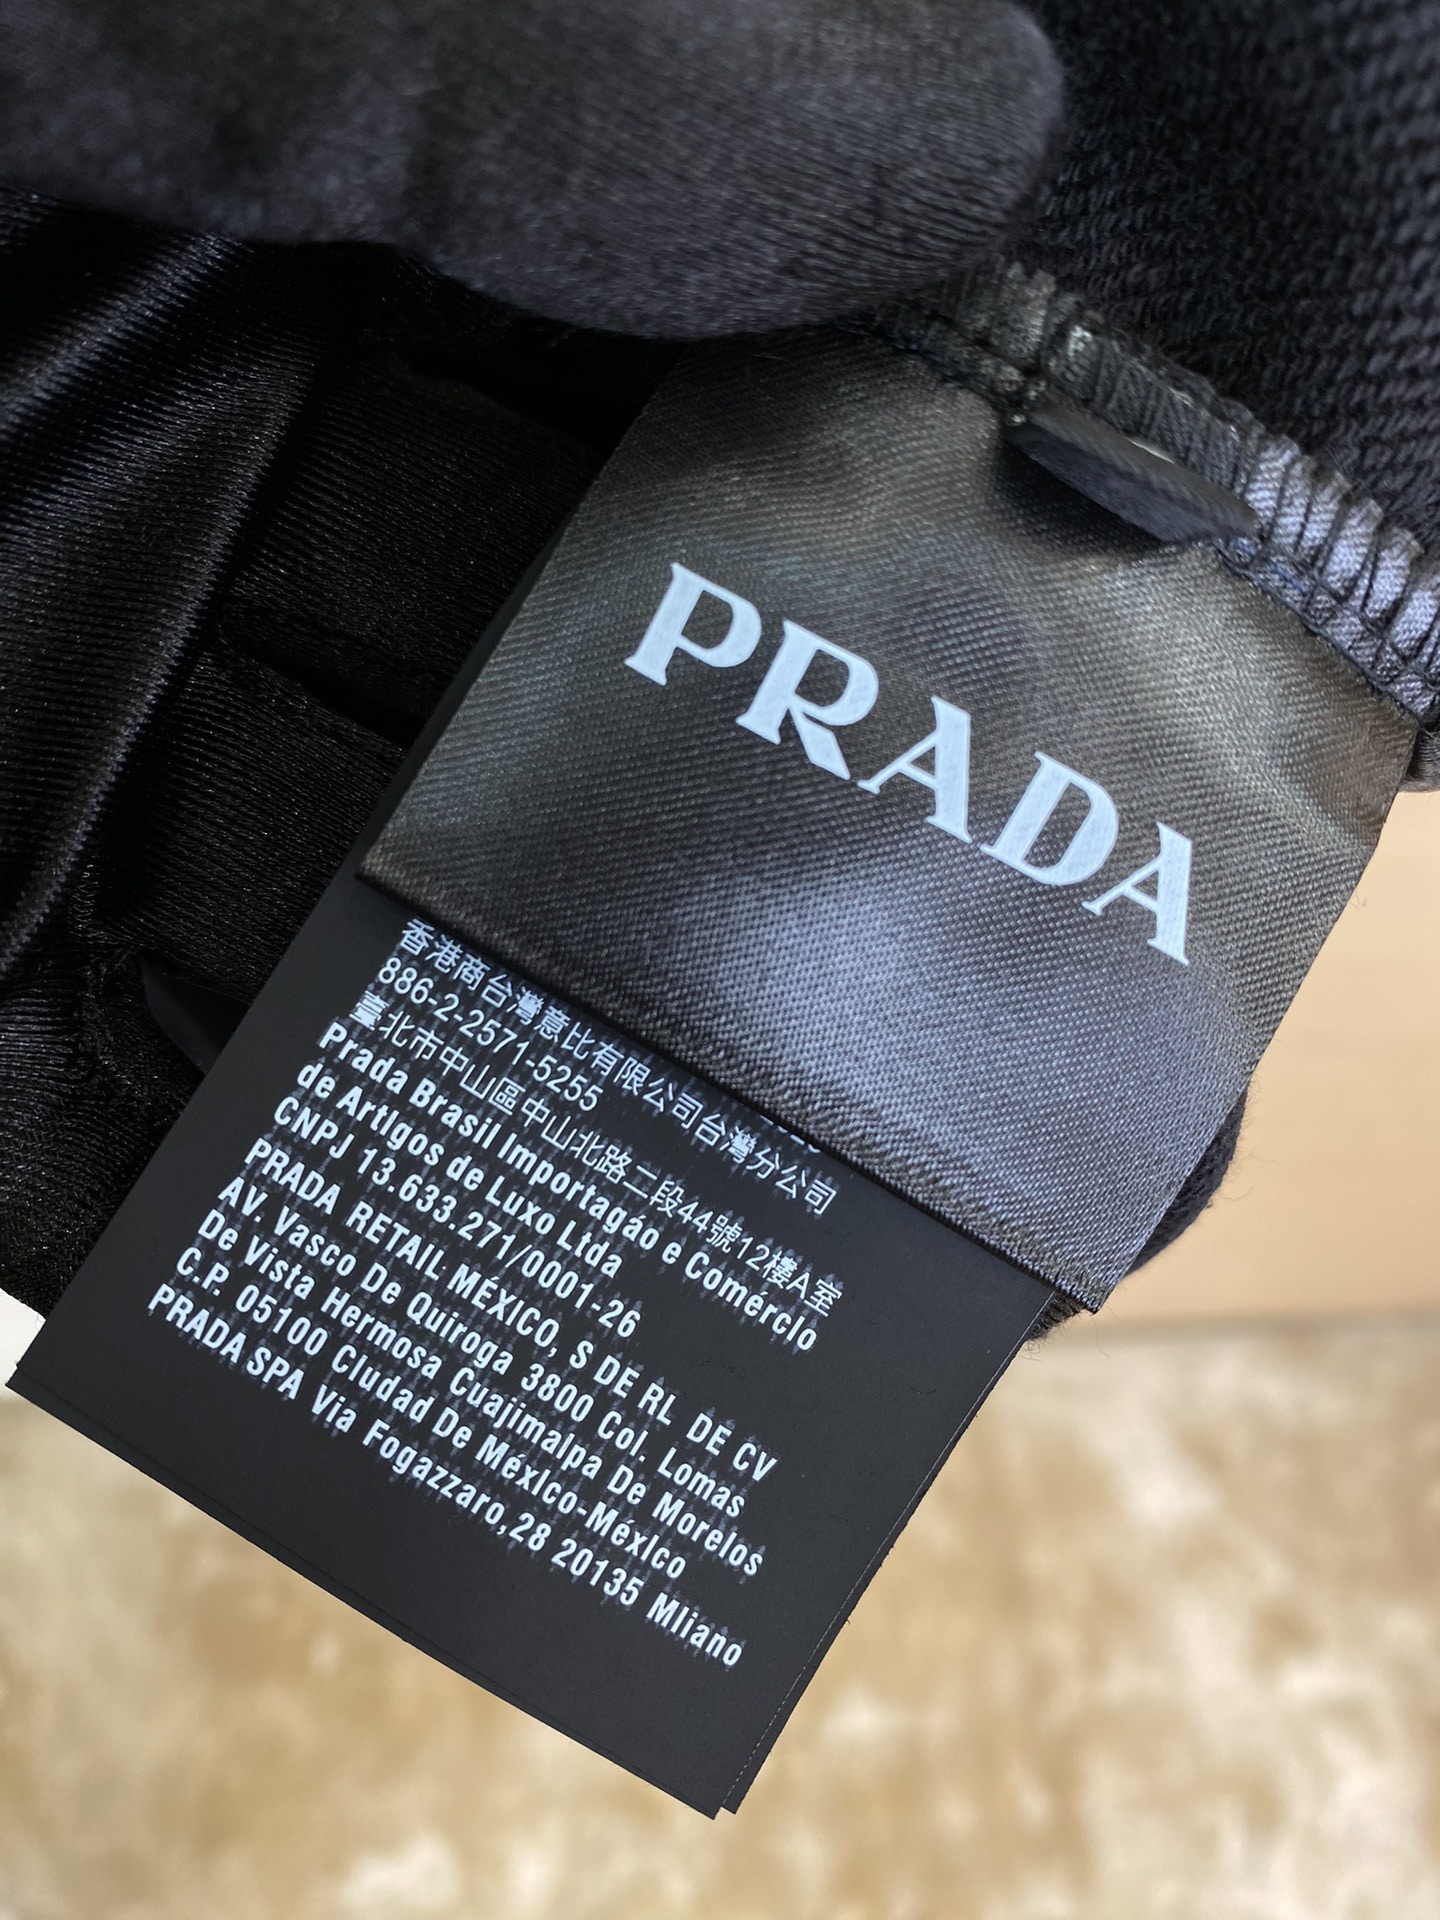 PRADA
香港商台灣意比有限公司台灣分公司
886-2-2571-5255
臺北市中山區中山北路二段44號12樓A室
Prada Brasil Importagáo e Comércio
de Artigos de Luxo Ltda
CNPJ 13.633.271/0001-26
PRADA RETAIL MÉXICO, S DE RL DE CV
AV. Vasco De Quiroga 3800 Col. Lomas
De Vista Hermosa Cuajimalpa De Morelos
C.P. 05100 Ciudad De México-México
PRADA SPA Via Fogazzaro,28 20135 Mliano